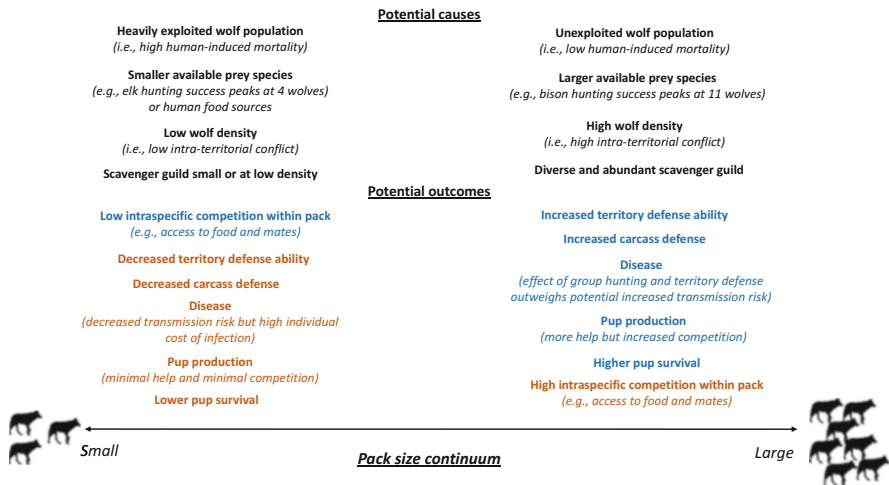 Potential causes
Heavily exploited wolf population
(i.e., high human-induced mortality)
Smaller available prey species
(e.g., elk hunting success peaks at 4 wolves)
or human food sources
Low wolf density
(i.e., low intra-territorial conflict)
Scavenger guild small or at low density
Unexploited wolf population
(i.e., low human-induced mortality)
Larger available prey species
(e.g., bison hunting success peaks at 11 wolves)
High wolf density
(i.e., high intra-territorial conflict)
Diverse and abundant scavenger guild
Potential outcomes
Low intraspecific competition within pack
(e.g., access to food and mates)
Decreased territory defense ability
Decreased carcass defense
Disease
(decreased transmission risk but high individual
cost of infection)
Pup production
(minimal help and minimal competition)
Lower pup survival
Increased territory defense ability
Increased carcass defense
Disease
(effect of group hunting and territory defense
outweighs potential increased transmission risk)
Pup production
(more help but increased competition)
Higher pup survival
High intraspecific competition within pack
(e.g., access to food and mates)
Small
Pack size continuum
Large